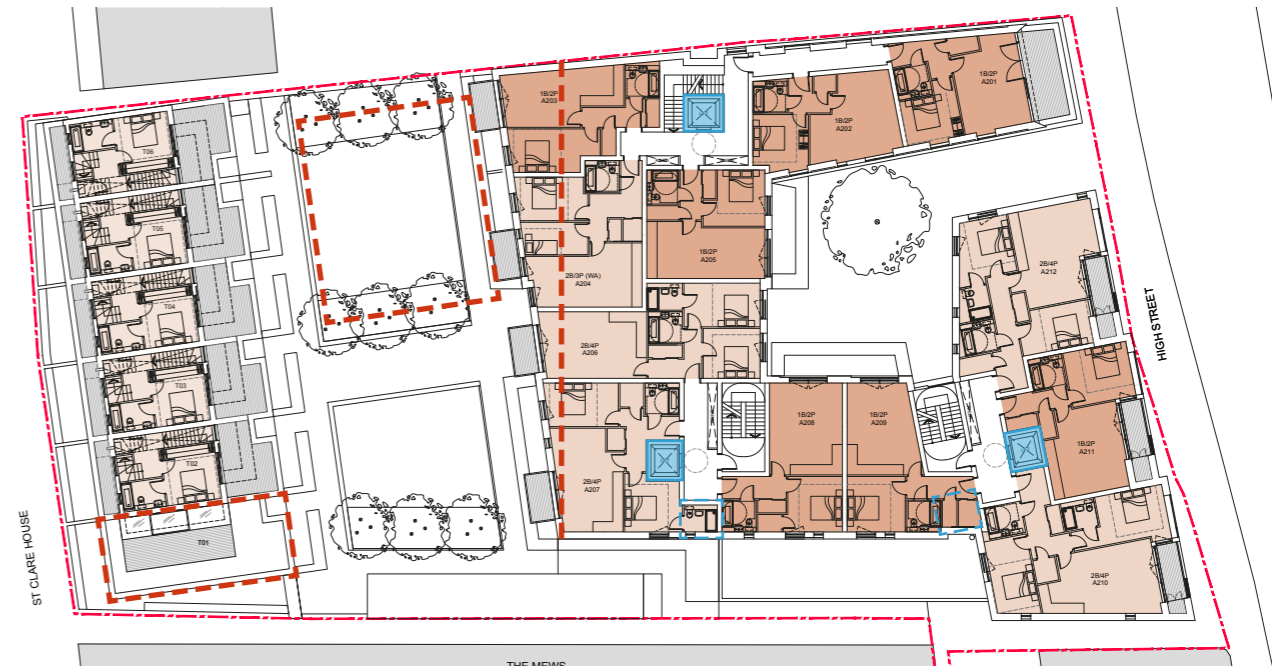 1B/2P
A201
1B/2P
A203
1B/2P
A202
T06
T05
1B/2P
A205
2B/3P (WA)
A204
2B/4P
A212
T04
HIGH STREET
2B/4P
A206
T03
1B/2P
A208
1B/2P
A209
1B/2P
A211
T02
2B/4P
A207
T01
ST CLARE HOUSE
2B/4P
A210
THE MEWS